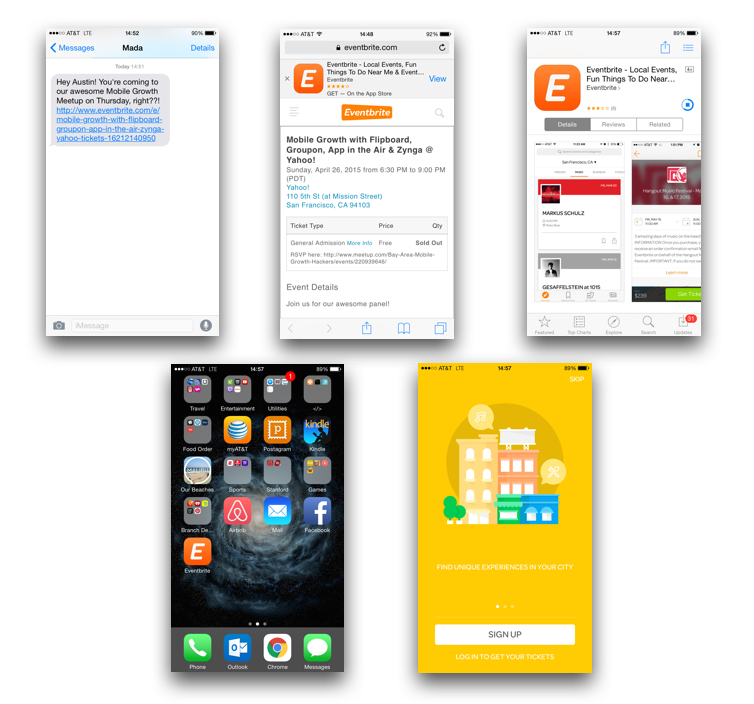 ●●●○○ AT&T LTE 14:52 90%
Messages Mada Details
Today 14:51
Hey Austin! You're coming to
our awesome Mobile Growth
Meetup on Thursday, right??!
http://www.eventbrite.com/e/
mobile-growth-with-flipboard-
groupon-app-in-the-air-zynga-
yahoo-tickets-16212140950
iMessage
●●●○○ AT&T 14:48 92%
eventbrite.com
Eventbrite - Local Events, Fun
Things To Do Near Me & Event...
Eventbrite
GET — On the App Store
View
Eventbrite
Mobile Growth with Flipboard,
Groupon, App in the Air & Zynga @
Yahoo!
Sunday, April 26, 2015 from 6:30 PM to 9:00 PM
(PDT)
Yahoo!
110 5th St (at Mission Street)
San Francisco, CA 94103
Ticket Type Price Qty
General Admission More Info Free Sold Out
RSVP here: http://www.meetup.com/Bay-Area-Mobile-
Growth-Hackers/events/220939646/
Event Details
Join us for our awesome panel!
●●●○○ AT&T LTE 14:57 89%
E
Eventbrite - Local Events,
Fun Things To Do Near...
4+
Eventbrite
(6)
Details Reviews Related
San Francisco, CA
MUSIC
MARKUS SCHULZ
GESAFFELSTEIN at 1015
Hangout Music Festival - Ma
Learn more
$239
Get Ticke
Featured Top Charts Explore Search Updates
31
●●●○○ AT&T LTE 14:57 89%
1
Travel Entertainment Utilities </>
kindle
Food Order myAT&T Postagram Kindle
Our Beaches Sports Stanford Games
Branch De... Airbnb Mail Facebook
E
Eventbrite
Phone Outlook Chrome Messages
●●●○○ AT&T LTE 14:57 89%
SKIP
FIND UNIQUE EXPERIENCES IN YOUR CITY
SIGN UP
LOG IN TO GET YOUR TICKETS